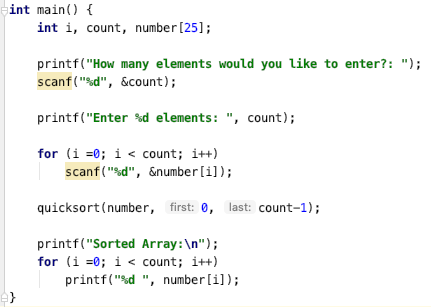 int main() {
int i, count, number[25];
printf("How many elements would you like to enter?: ");
scanf("%d", &count);
printf("Enter %d elements: ", count);
for (i =0; i < count; i++)
scanf("%d", &number[i]);
quicksort(number, first: 0, last: count-1);
printf("Sorted Array:\n");
for (i =0; i < count; i++)
printf("%d ", number[i]);
}